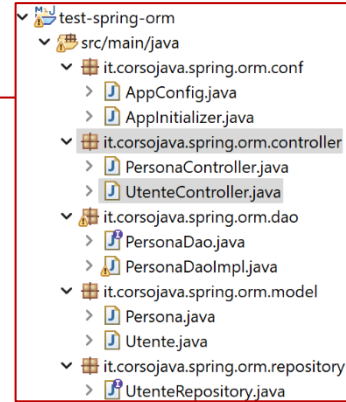 test-spring-orm
src/main/java
it.corsojava.spring.orm.conf
AppConfig.java
AppInitializer.java
it.corsojava.spring.orm.controller
PersonaController.java
UtenteController.java
it.corsojava.spring.orm.dao
PersonaDao.java
PersonaDaoImpl.java
it.corsojava.spring.orm.model
Persona.java
Utente.java
it.corsojava.spring.orm.repository
UtenteRepository.java